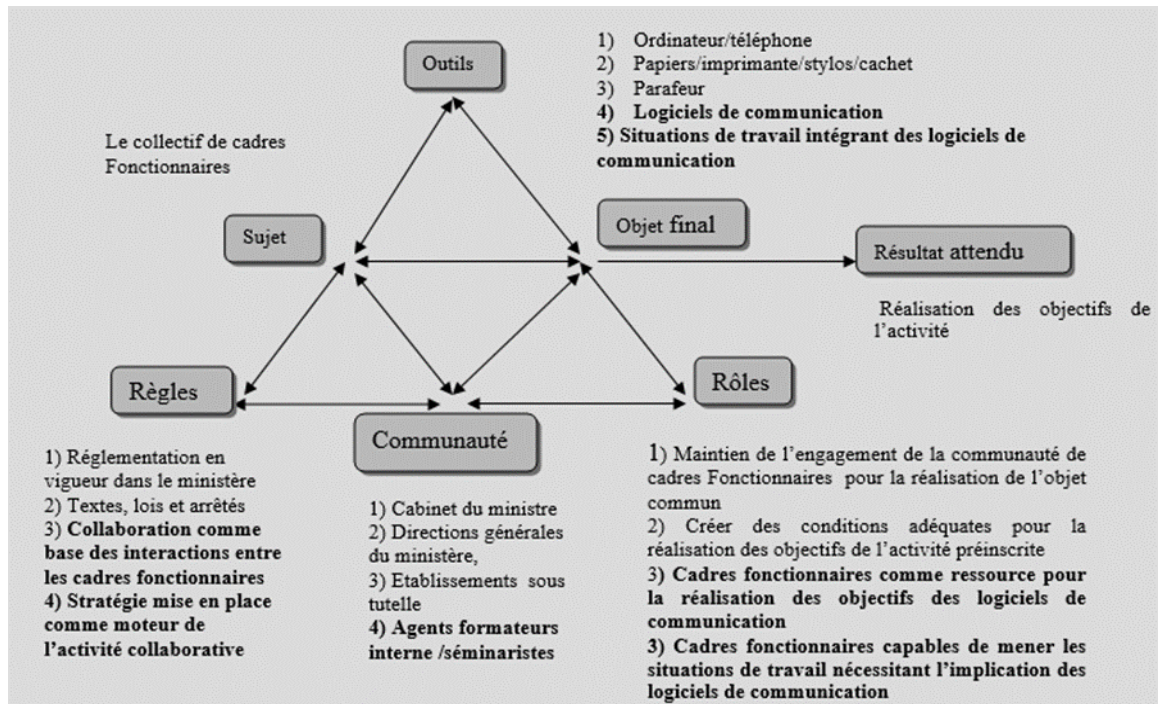 Outils
1) Ordinateur/téléphone
2) Papiers/imprimante/stylos/cachet
3) Parafeur
4) Logiciels de communication
5) Situations de travail intégrant des logiciels de
communication
Le collectif de cadres
Fonctionnaires
Sujet
Objet final
Résultat attendu
Réalisation des objectifs de
l’activité
Règles
Communauté
Rôles
1) Réglementation en
vigueur dans le ministère
2) Textes, lois et arrêtés
3) Collaboration comme
base des interactions entre
les cadres fonctionnaires
4) Stratégie mise en place
comme moteur de
l’activité collaborative
1) Cabinet du ministre
2) Directions générales
du ministère,
3) Etablissements sous
tutelle
4) Agents formateurs
interne /séminaristes
1) Maintien de l’engagement de la communauté de
cadres Fonctionnaires pour la réalisation de l’objet
commun
2) Créer des conditions adéquates pour la
réalisation des objectifs de l’activité préinscrite
3) Cadres fonctionnaires comme ressource pour
la réalisation des objectifs des logiciels de
communication
3) Cadres fonctionnaires capables de mener les
situations de travail nécessitant l’implication des
logiciels de communication